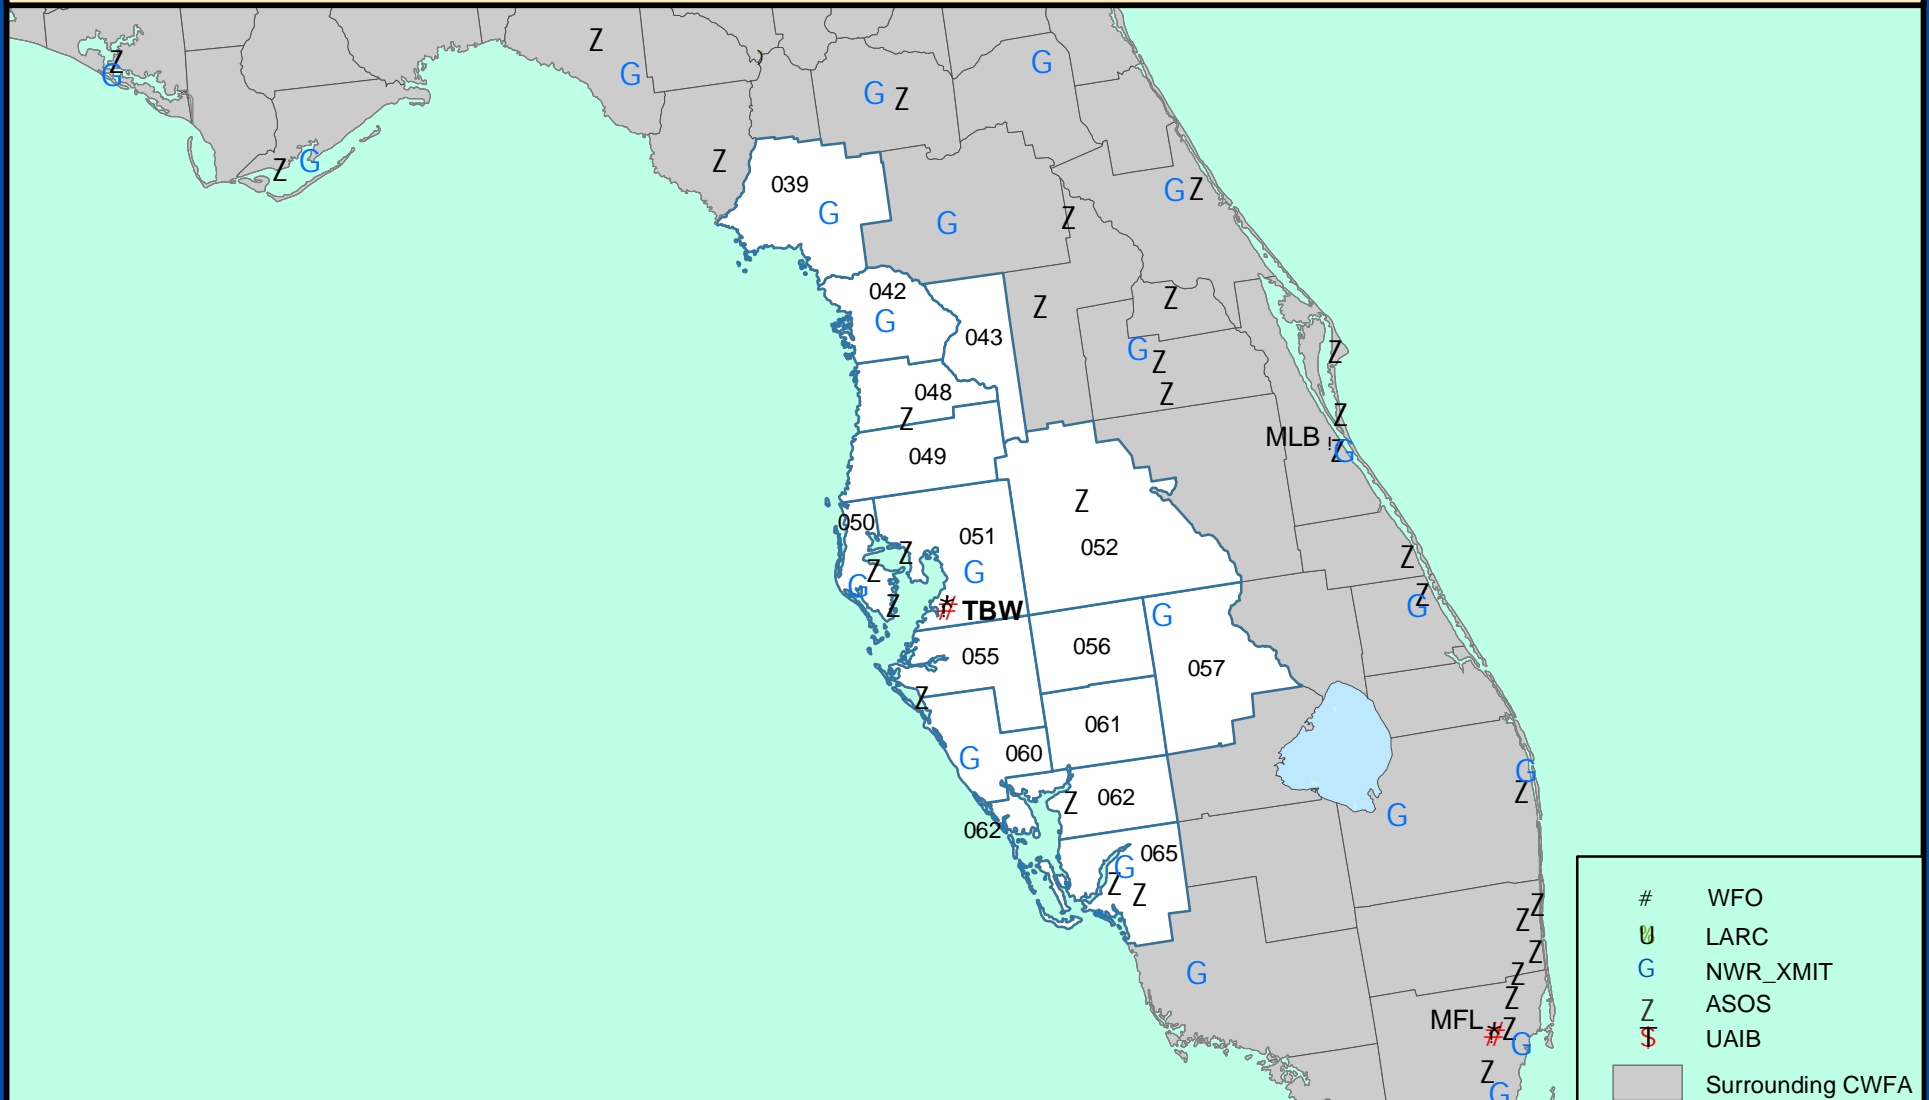 Z
Z
G
G
G
Z
G
Z
Z
G
Z
039
G
G
Z
G
Z
042
G
043
Z
Z
G
Z
Z
Z
048
Z
Z
MLB
!
Z
G
049
Z
050
051
052
Z
Z
Z
G
G
Z
Z
G
# TBW
G
055
056
057
Z
061
060
G
062
Z
G
Z
G
062
065
G
Z
Z
Z
Z
Z
Z
Z
G
MFL
# Z
G
Z
G
# WFO
LARC
G NWR_XMIT
Z ASOS
UAIB
Surrounding CWFA